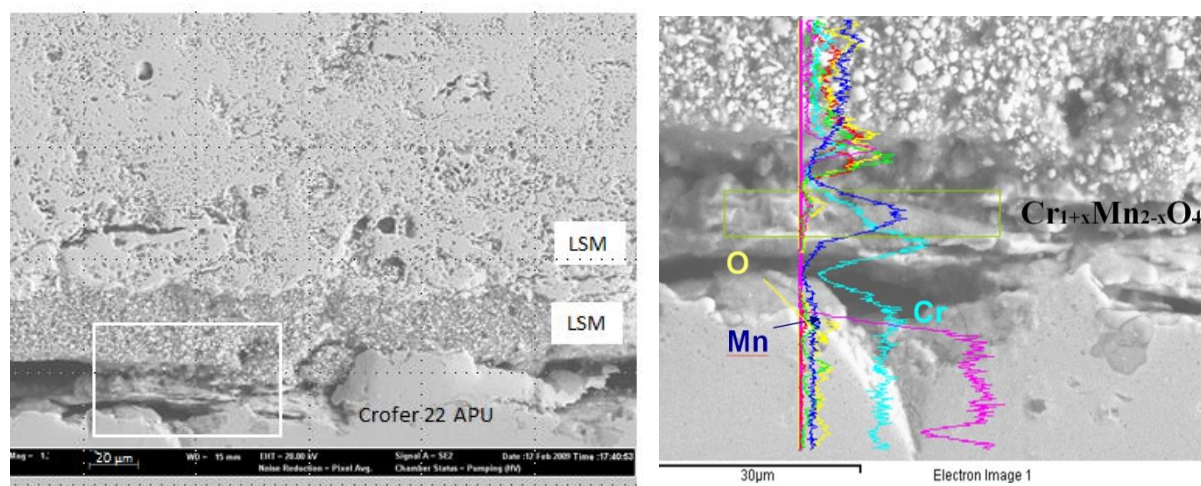 LSM
LSM
Crofer 22 APU
20 µm
WD = 15 mm
EHT = 20.00 kV
Noise Reduction = Pixel Avg.
Signal A = SE2
Chamber Status = Pumping (HV)
Date :12 Feb 2009 Time :17:40:53
Cr1+xMn2-xO4
O
Cr
Mn
30µm
Electron Image 1